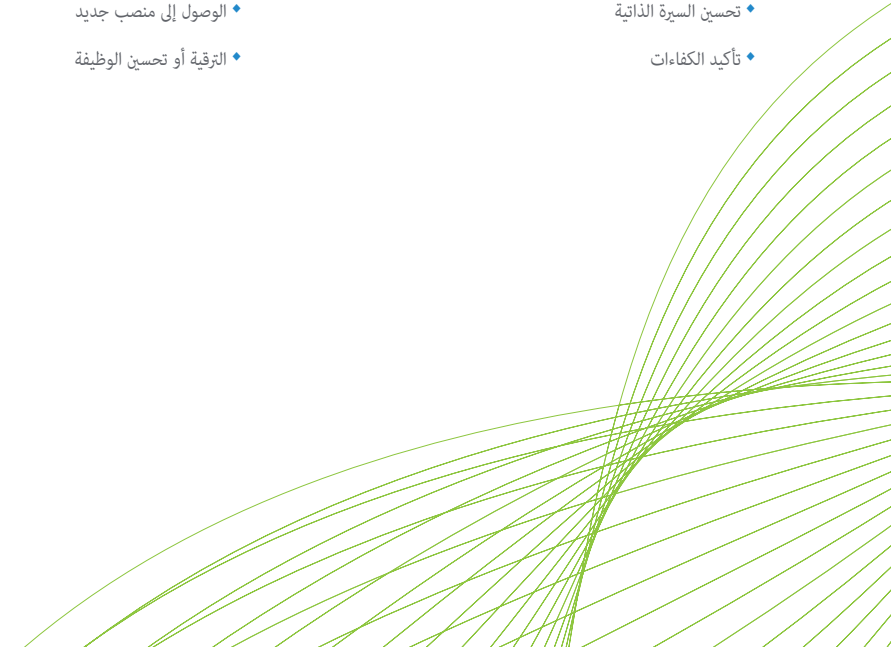 تحسين السيرة الذاتية
تأكيد الكفاءات
الوصول إلى منصب جديد
الترقية أو تحسين الوظيفة